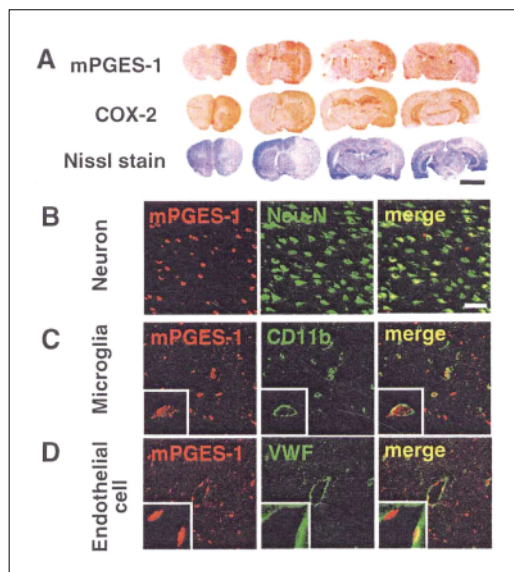 A
mPGES-1
COX-2
Nissl stain
B
Neuron
mPGES-1
Neu-N
merge
C
Microglia
mPGES-1
CD11b
merge
D
Endothelial
cell
mPGES-1
VWF
merge